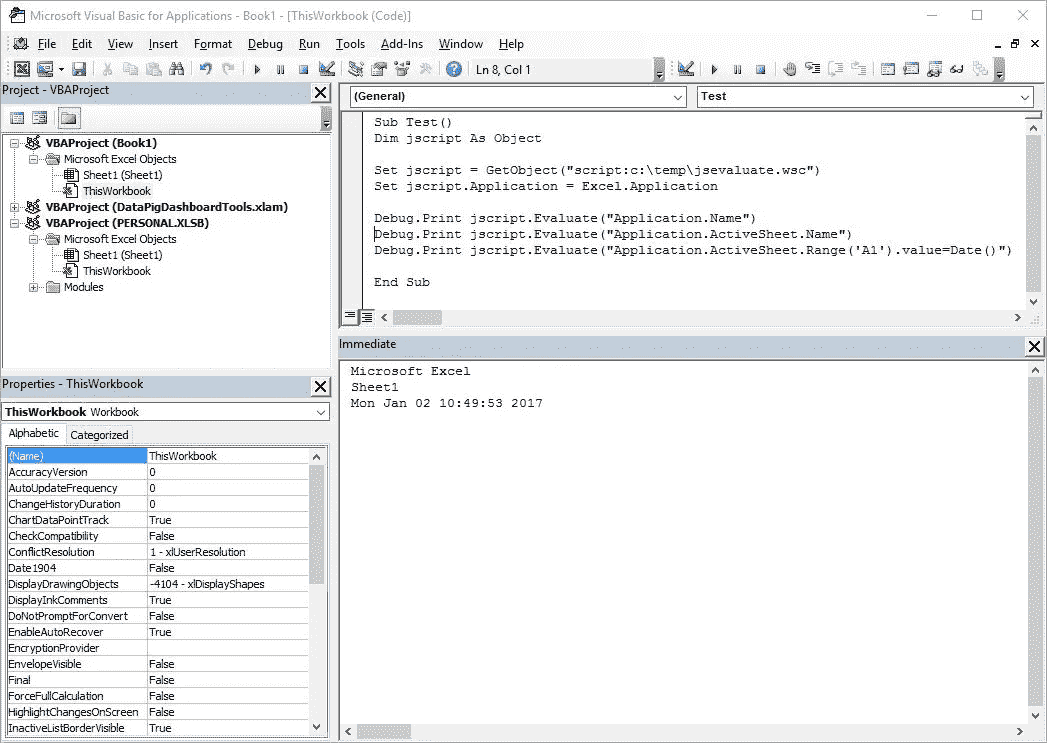 Microsoft Visual Basic for Applications - Book1 - [ThisWorkbook (Code)]
File Edit View Insert Format Debug Run Tools Add-Ins Window Help
Ln 8, Col 1
Project - VBAProject
VBAProject (Book1)
Microsoft Excel Objects
Sheet1 (Sheet1)
ThisWorkbook
VBAProject (DataPigDashboardTools.xlam)
VBAProject (PERSONAL.XLSB)
Microsoft Excel Objects
Sheet1 (Sheet1)
ThisWorkbook
Modules
Properties - ThisWorkbook
ThisWorkbook Workbook
Alphabetic Categorized
(Name) ThisWorkbook
AccuracyVersion 0
AutoUpdateFrequency 0
ChangeHistoryDuration 0
ChartDataPointTrack True
CheckCompatibility False
ConflictResolution 1 - xlUserResolution
Date1904 False
DisplayDrawingObjects -4104 - xlDisplayShapes
DisplayInkComments True
DoNotPromptForConvert False
EnableAutoRecover True
EncryptionProvider
EnvelopeVisible False
Final False
ForceFullCalculation False
HighlightChangesOnScreen False
InactiveListBorderVisible True
(General) Test
Sub Test()
Dim jscript As Object
Set jscript = GetObject("script:c:\temp\jsevaluate.wsc")
Set jscript.Application = Excel.Application
Debug.Print jscript.Evaluate("Application.Name")
Debug.Print jscript.Evaluate("Application.ActiveSheet.Name")
Debug.Print jscript.Evaluate("Application.ActiveSheet.Range('A1').value=Date()")
End Sub
Immediate
Microsoft Excel
Sheet1
Mon Jan 02 10:49:53 2017